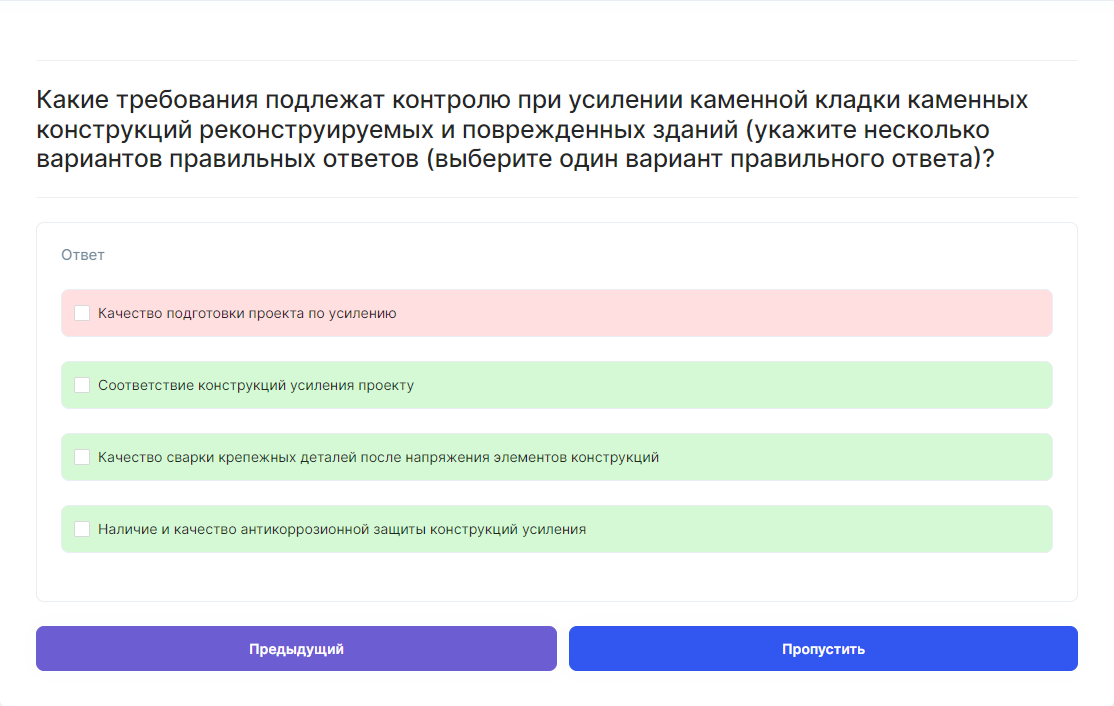 Какие требования подлежат контролю при усилении каменной кладки каменных
конструкций реконструируемых и поврежденных зданий (укажите несколько
вариантов правильных ответов (выберите один вариант правильного ответа)?
Ответ
Качество подготовки проекта по усилению
Соответствие конструкций усиления проекту
Качество сварки крепежных деталей после напряжения элементов конструкций
Наличие и качество антикоррозионной защиты конструкций усиления
Предыдущий
Пропустить